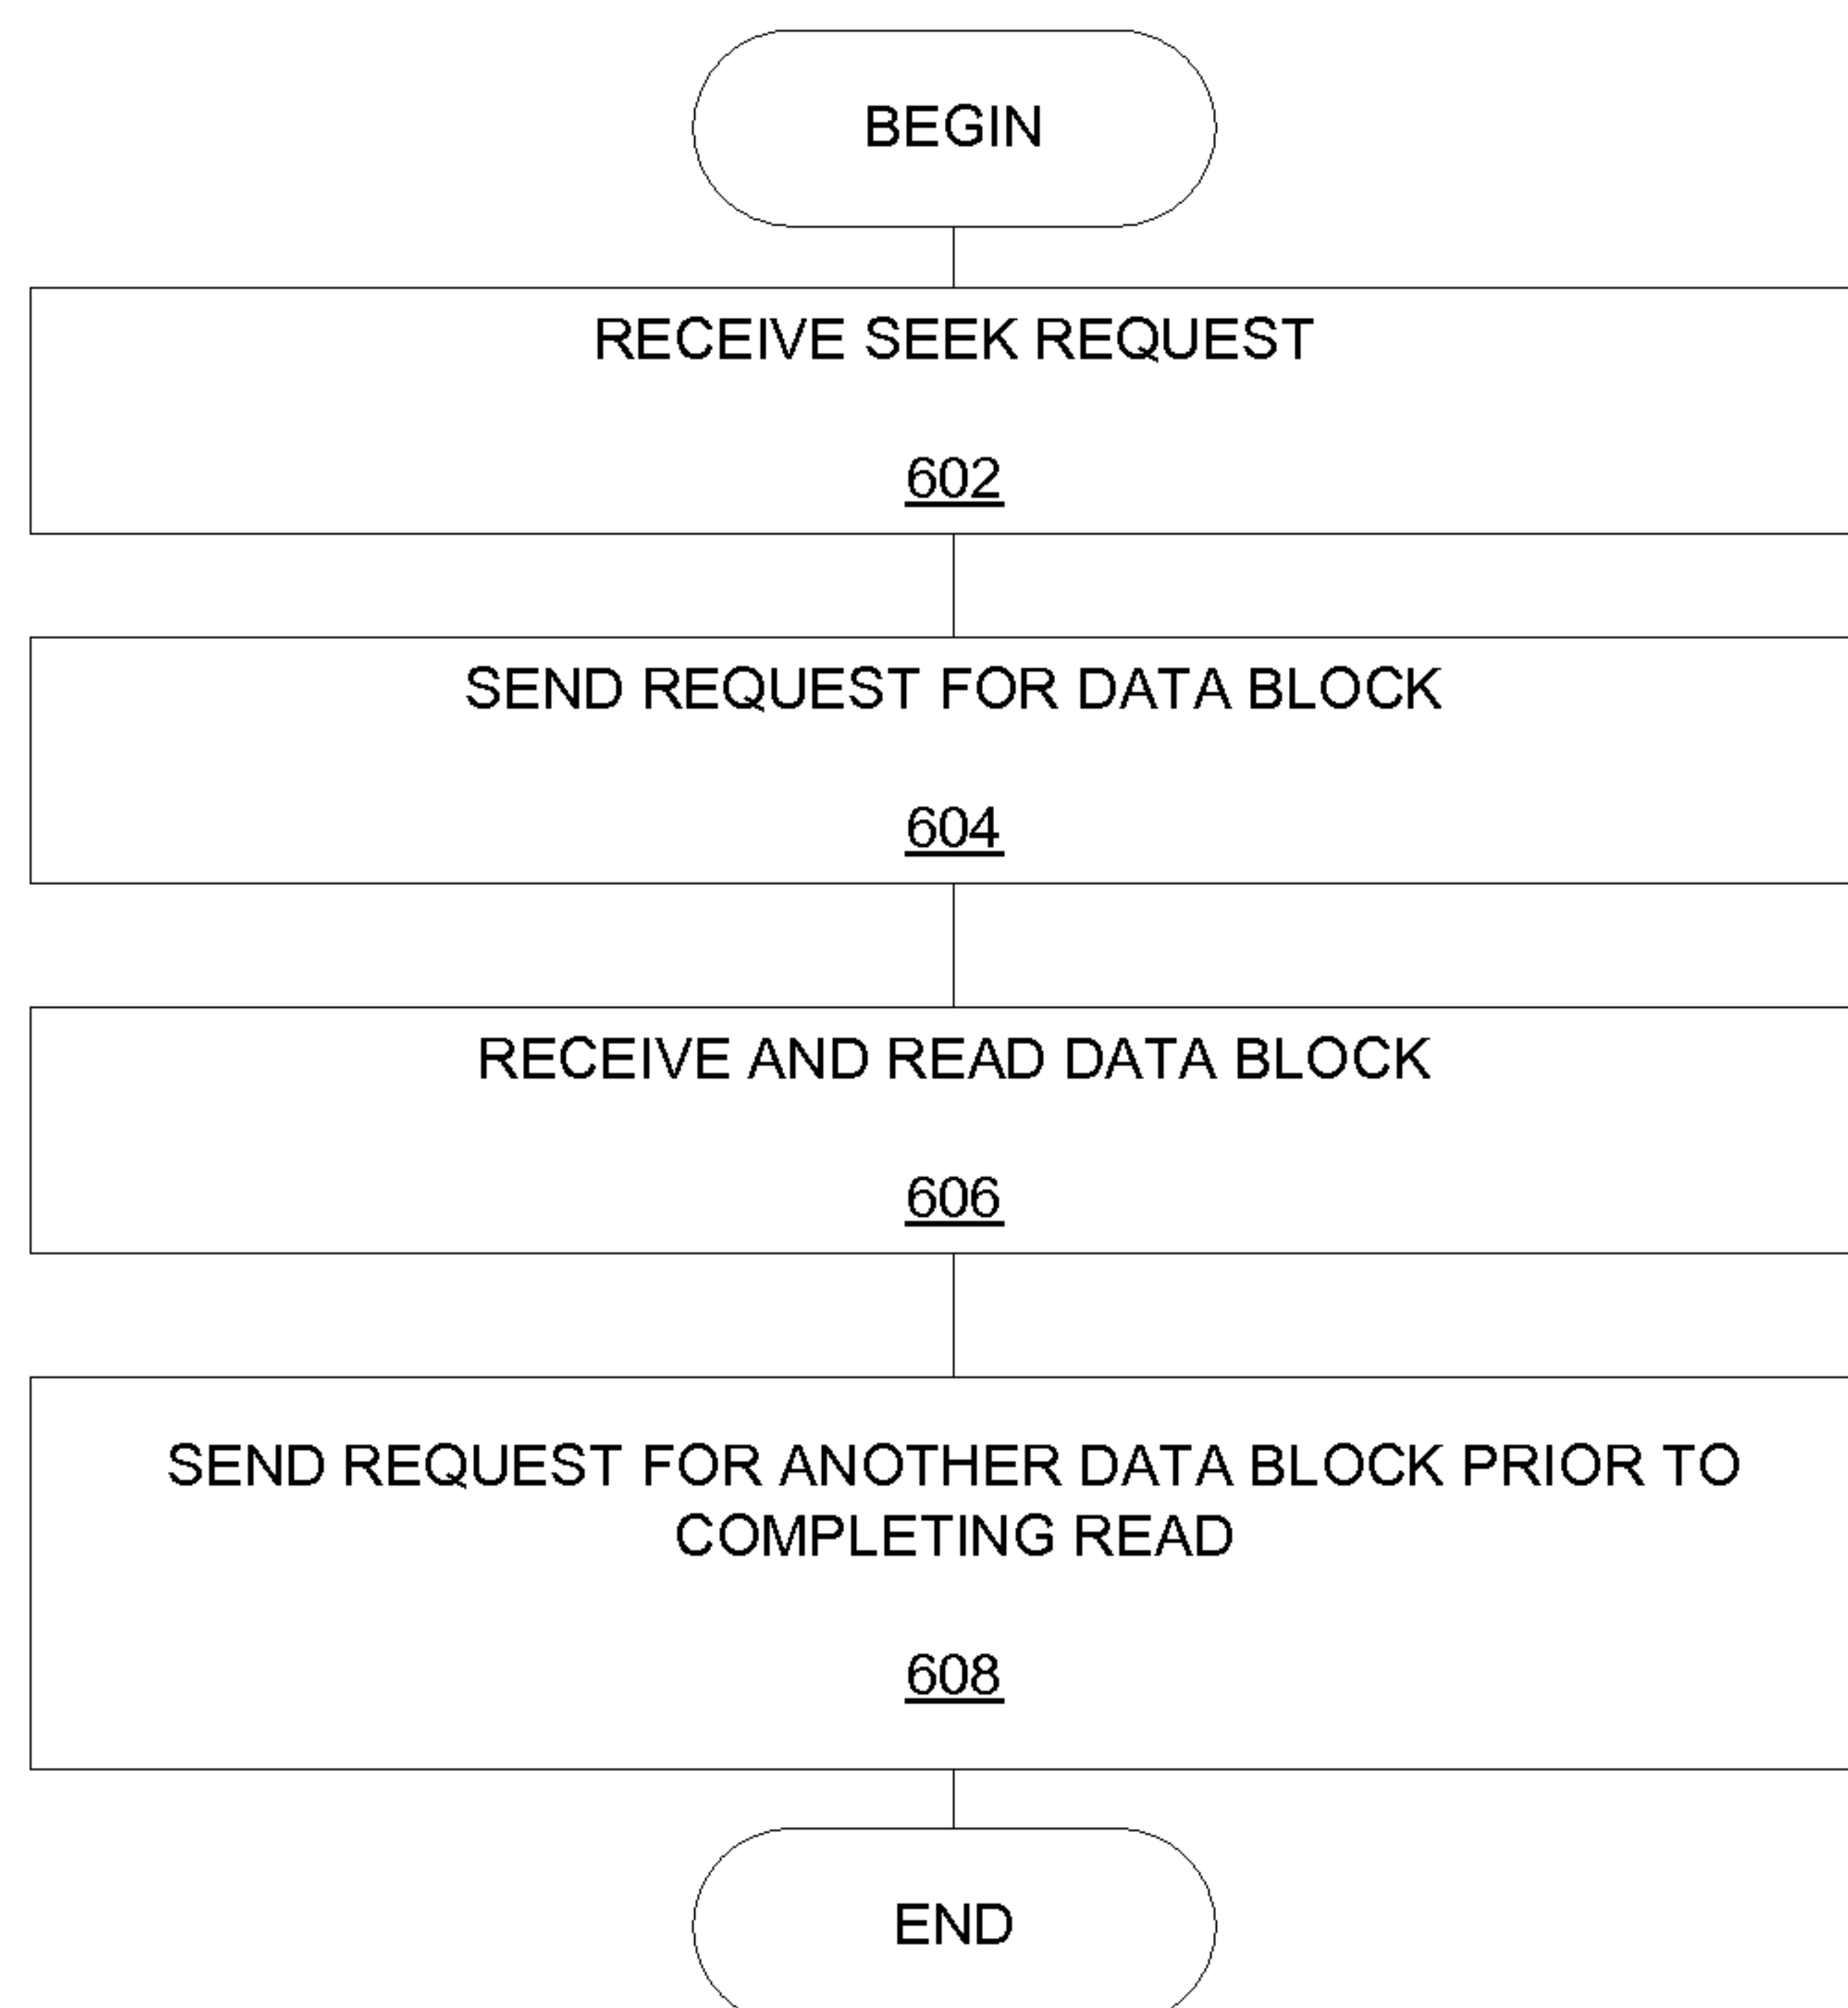 BEGIN
RECEIVE SEEK REQUEST
602
SEND REQUEST FOR DATA BLOCK
604
RECEIVE AND READ DATA BLOCK
606
SEND REQUEST FOR ANOTHER DATA BLOCK PRIOR TO
COMPLETING READ
608
END